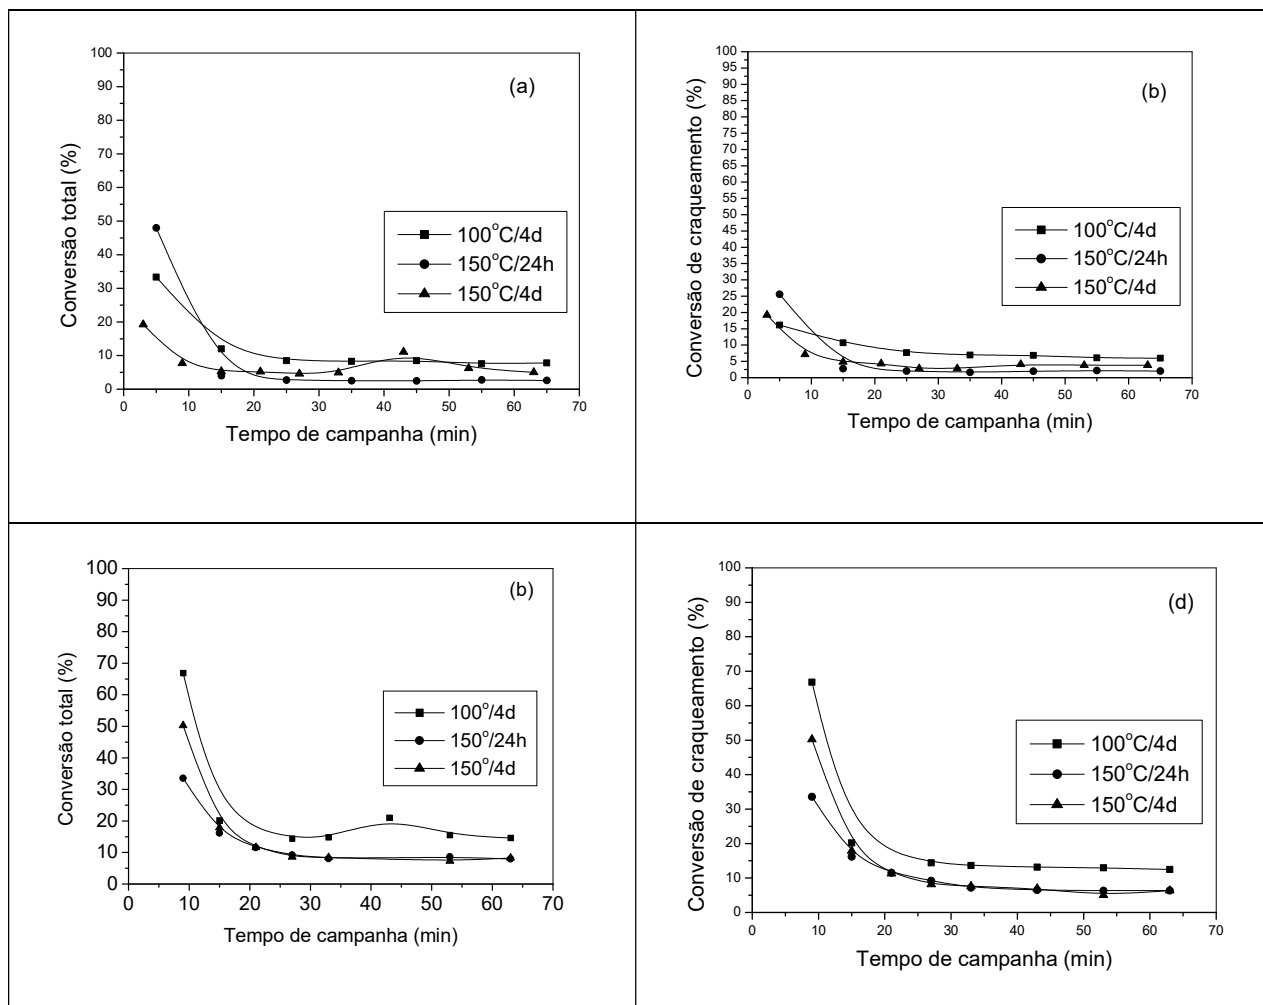 (a)
Conversão total (%)
100
90
80
70
60
50
40
30
20
10
0
100°C/4d
150°C/24h
150°C/4d
0 10 20 30 40 50 60 70
Tempo de campanha (min)
(b)
Conversão de craqueamento (%)
100
95
90
85
80
75
70
65
60
55
50
45
40
35
30
25
20
15
10
5
0
100°C/4d
150°C/24h
150°C/4d
0 10 20 30 40 50 60 70
Tempo de campanha (min)
(b)
Conversão total (%)
100
90
80
70
60
50
40
30
20
10
0
100°/4d
150°/24h
150°/4d
0 10 20 30 40 50 60 70
Tempo de campanha (min)
(d)
Conversão de craqueamento (%)
100
90
80
70
60
50
40
30
20
10
0
100°C/4d
150°C/24h
150°C/4d
0 10 20 30 40 50 60 70
Tempo de campanha (min)